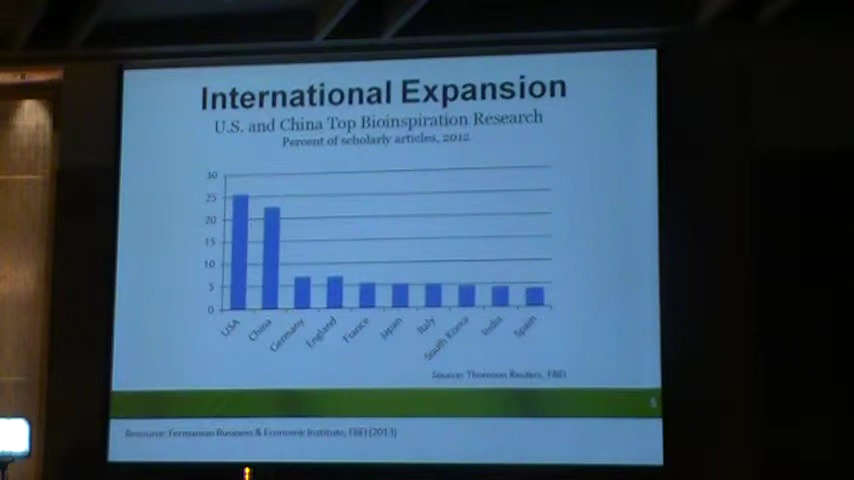 International Expansion
U.S. and China Top Bioinspiration Research
Percent of scholarly articles, 2012
30
25
20
15
10
5
0
USA
China
Germany
England
France
Japan
Italy
South Korea
India
Spain
Source: Thomson Reuters, FBEI
Resource: Fermanian Business & Economic Institute, FBEI (2013)